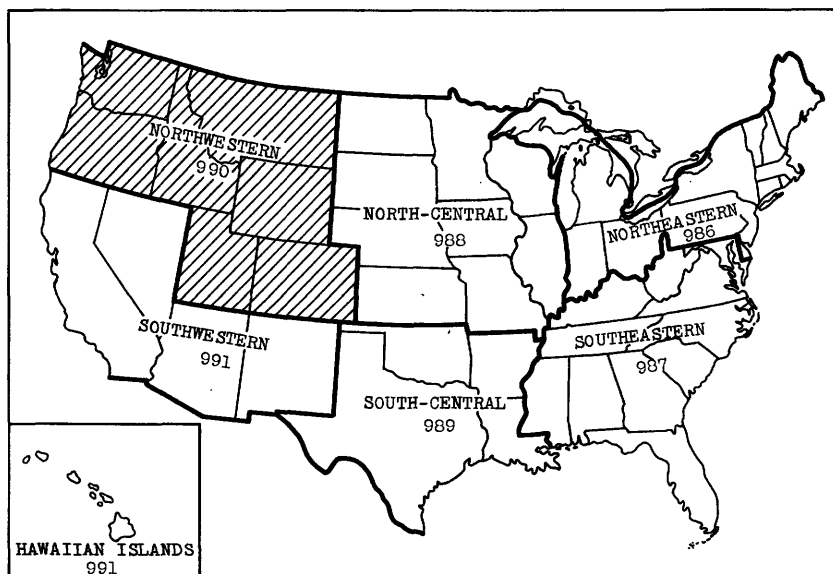 NORTHWESTERN
990
NORTH-CENTRAL
988
NORTHEASTERN
986
SOUTHWESTERN
991
SOUTHEASTERN
987
SOUTH-CENTRAL
989
HAWAIIAN ISLANDS
991